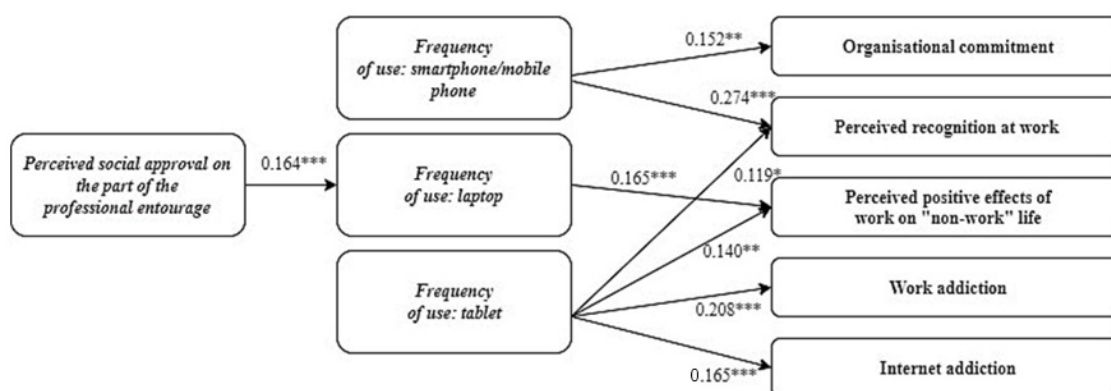 Perceived social approval on
the part of the
professional entourage
0.164***
Frequency
of use: smartphone/mobile
phone
Frequency
of use: laptop
Frequency
of use: tablet
0.152**
0.274***
0.165***
0.119*
0.140**
0.208***
0.165***
Organisational commitment
Perceived recognition at work
Perceived positive effects of
work on "non-work" life
Work addiction
Internet addiction